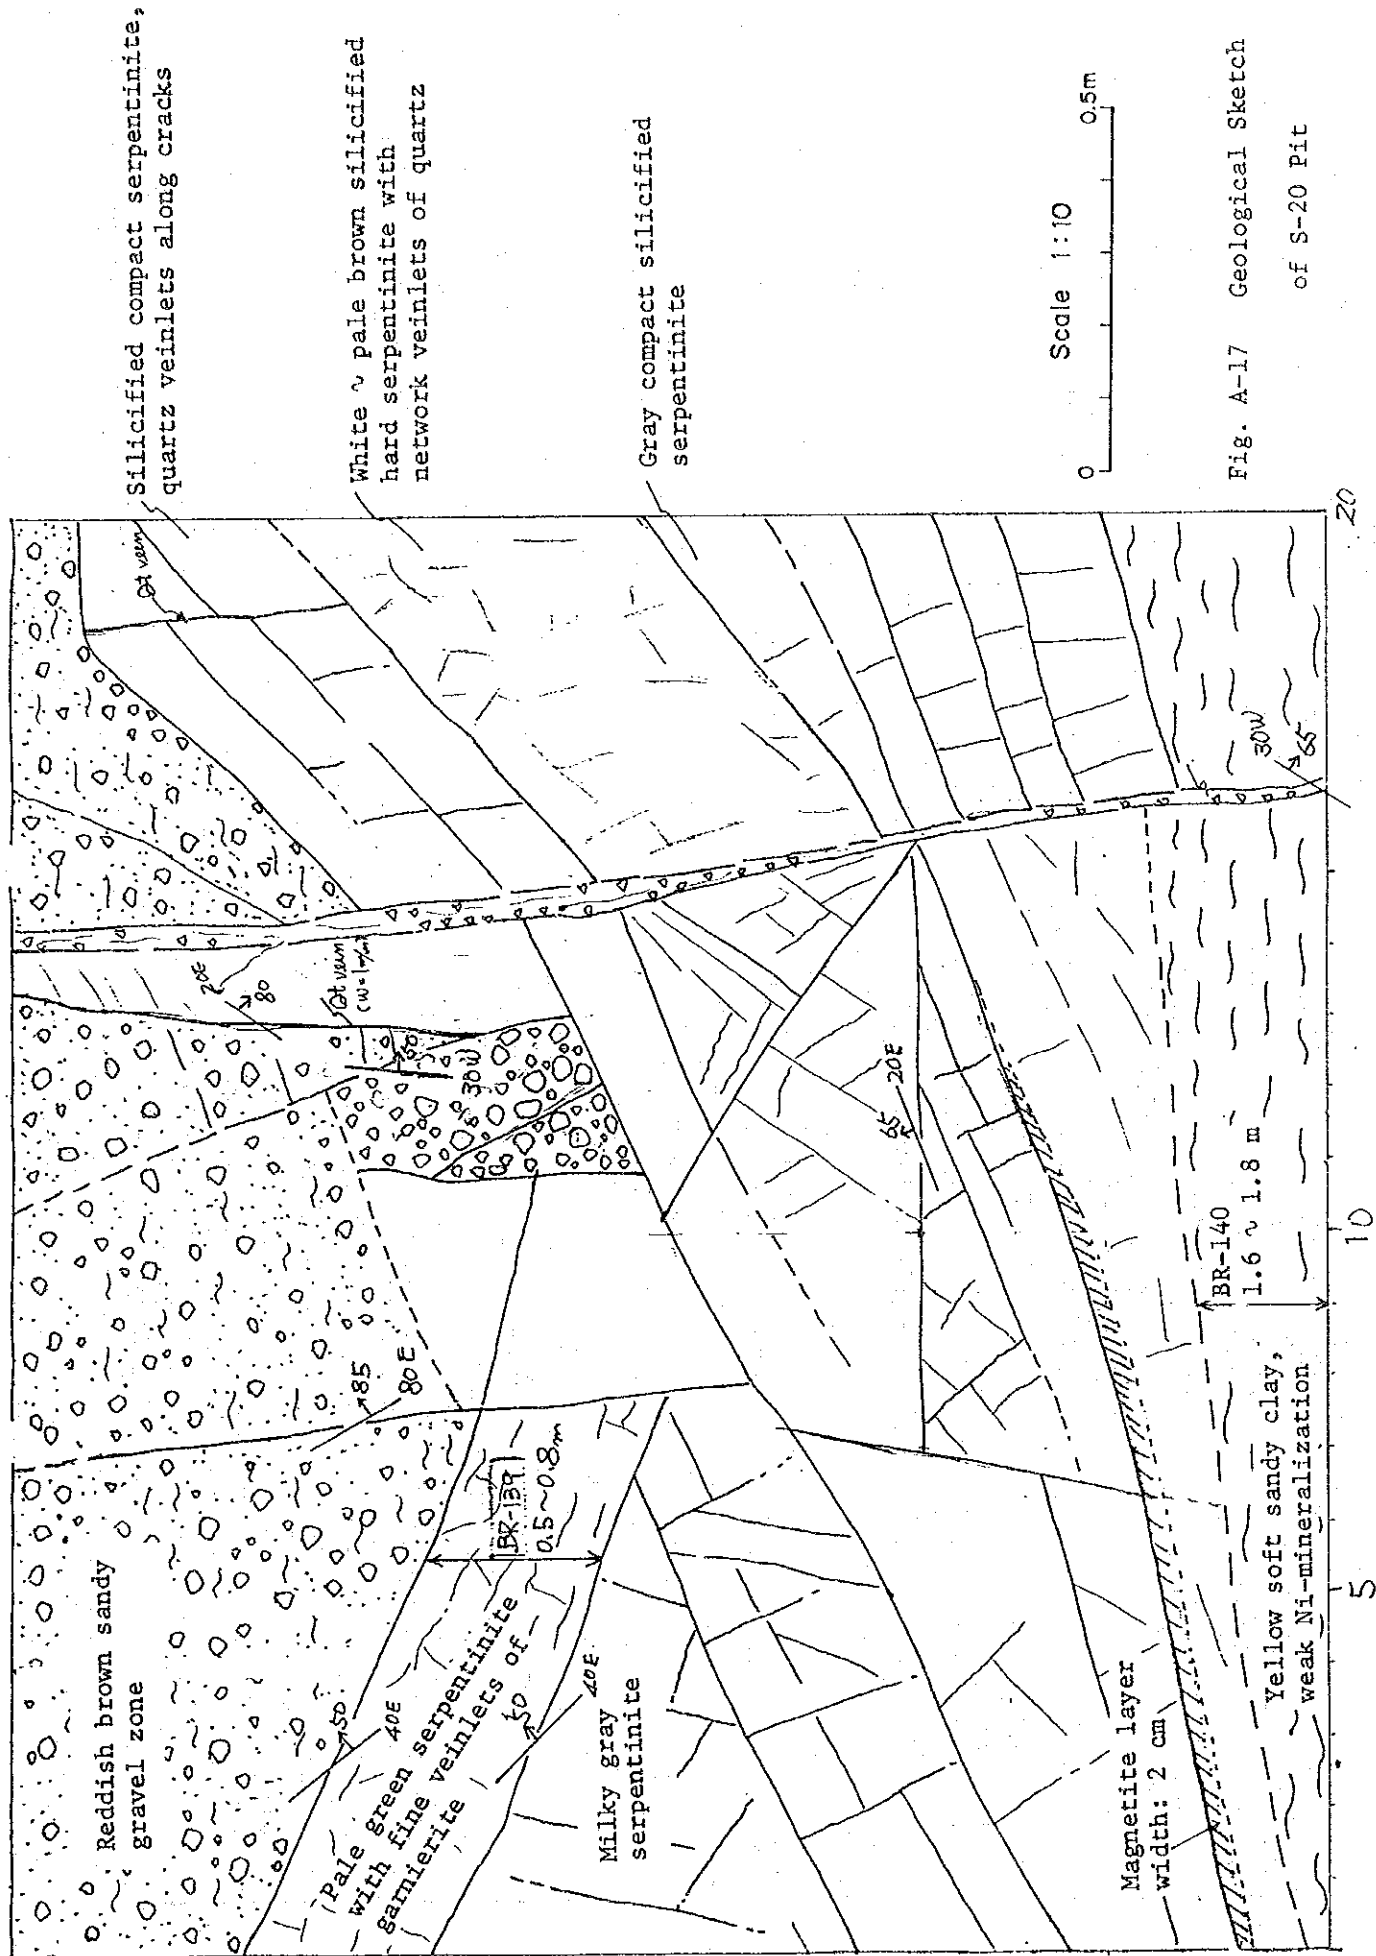 Silicified compact serpentinite,
quartz veinlets along cracks
White ~ pale brown silicified
hard serpentinite with
network veinlets of quartz
Gray compact silicified
serpentinite
Qt vein
Qt vein
20E
80
50
30W
Reddish brown sandy
gravel zone
85
80E
50
40E
BR-139
0.5~0.8m
Pale green serpentinite
with fine veinlets of
garnierite
50
40E
Milky gray
serpentinite
65
20E
30W
65
Magnetite layer
width: 2 cm
BR-140
1.6 ~ 1.8 m
Yellow soft sandy clay,
weak Ni-mineralization
5
10
20
Scale 1:10
0
0.5m
Fig. A-17 Geological Sketch
of S-20 Pit